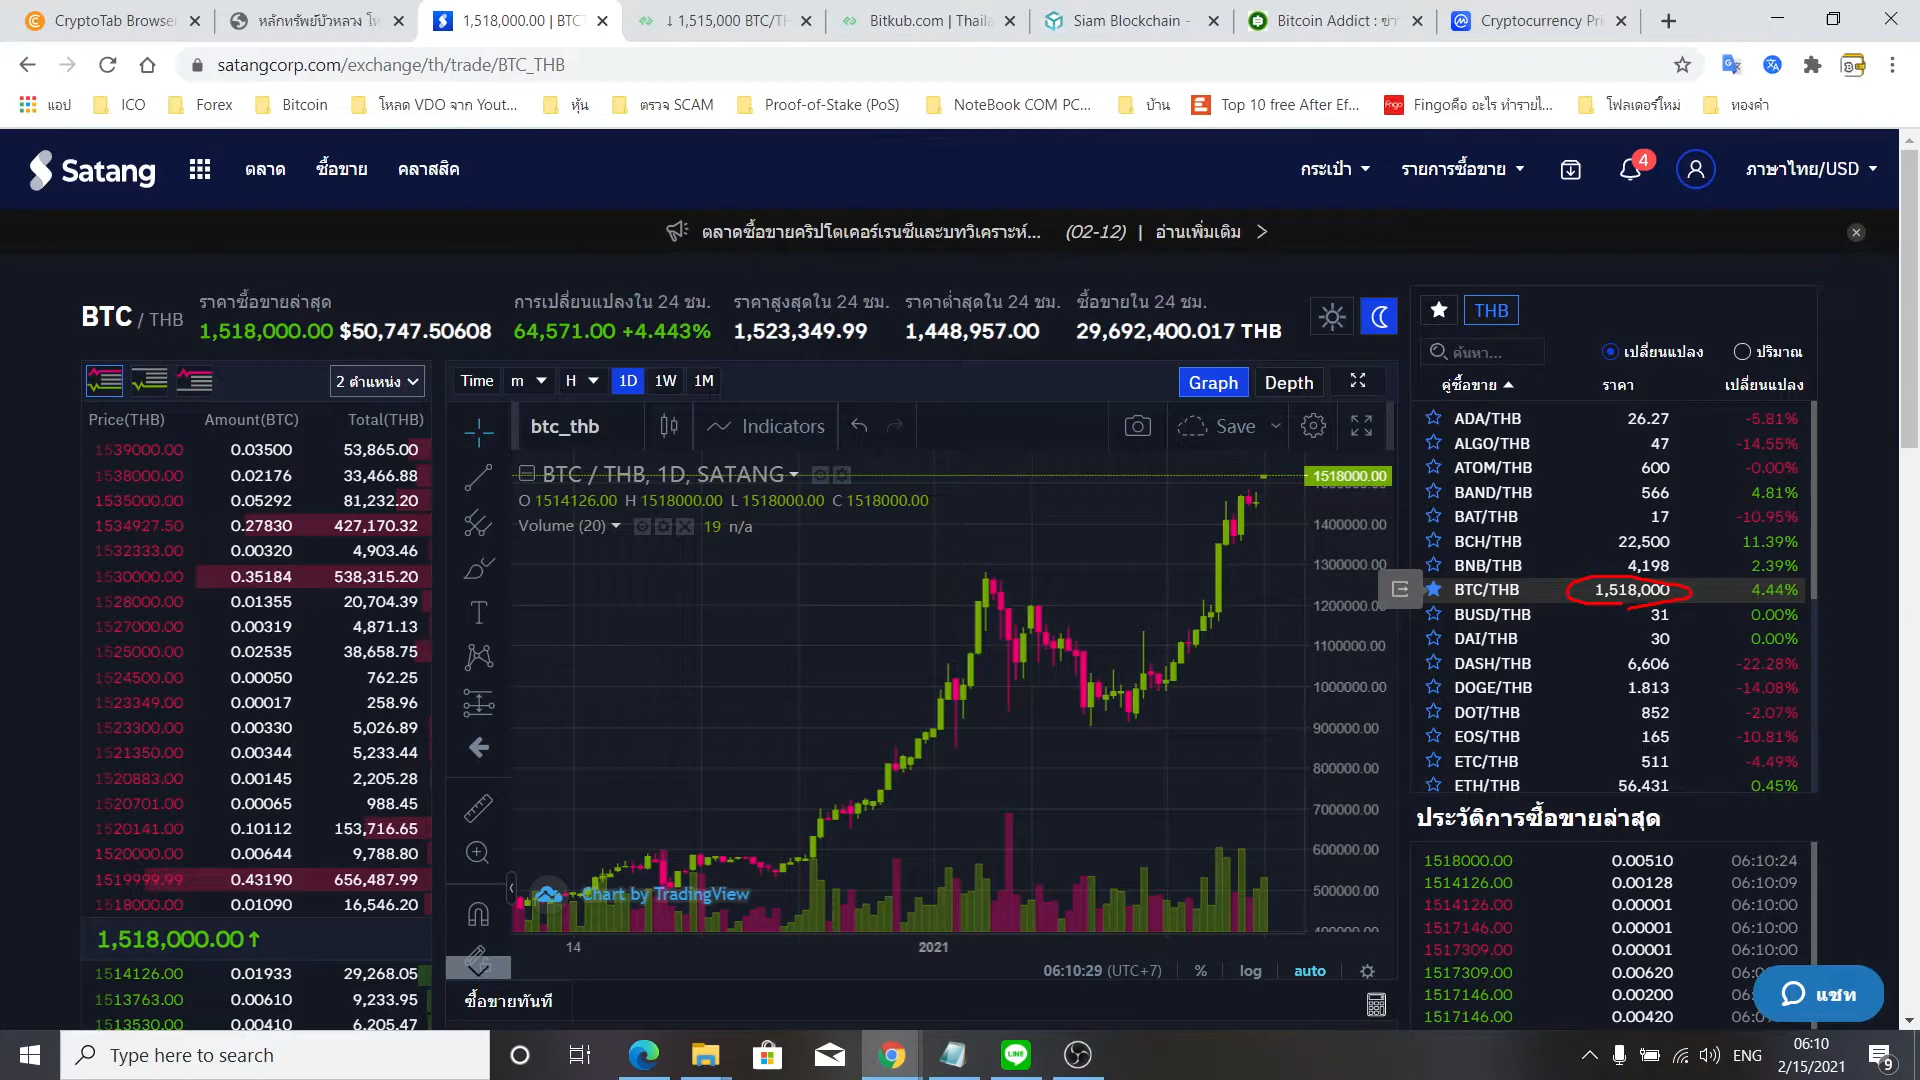 CryptoTab Browser
หลักทรัพย์บัวหลวง
1,518,000.00 | BTC
↓ 1,515,000 BTC/TH
Bitkub.com | Thaila
Siam Blockchain -
Bitcoin Addict : ข่า
Cryptocurrency Pri
satangcorp.com/exchange/th/trade/BTC_THB
แอป ICO Forex Bitcoin โหลด VDO จาก Yout... หุ้น ตรวจ SCAM Proof-of-Stake (PoS) NoteBook COM PC... บ้าน Top 10 free After Ef... Fingoคือ อะไร ทำรายไ... โฟลเดอร์ใหม่ ทองคำ
Satang ตลาด ซื้อขาย คลาสสิค กระเป๋า รายการซื้อขาย 4 ภาษาไทย/USD
ตลาดซื้อขายคริปโตเคอร์เรนซีและบทวิเคราะห์... (02-12) | อ่านเพิ่มเติม
BTC / THB
ราคาซื้อขายล่าสุด
1,518,000.00 $50,747.50608
การเปลี่ยนแปลงใน 24 ชม.
64,571.00 +4.443%
ราคาสูงสุดใน 24 ชม.
1,523,349.99
ราคาต่ำสุดใน 24 ชม.
1,448,957.00
ซื้อขายใน 24 ชม.
29,692,400.017 THB
2 ตำแหน่ง
Price(THB) Amount(BTC) Total(THB)
1539000.00 0.03500 53,865.00
1538000.00 0.02176 33,466.88
1535000.00 0.05292 81,232.20
1534927.50 0.27830 427,170.32
1532333.00 0.00320 4,903.46
1530000.00 0.35184 538,315.20
1528000.00 0.01355 20,704.39
1527000.00 0.00319 4,871.13
1525000.00 0.02535 38,658.75
1524500.00 0.00050 762.25
1523349.00 0.00017 258.96
1523300.00 0.00330 5,026.89
1521350.00 0.00344 5,233.44
1520883.00 0.00145 2,205.28
1520701.00 0.00065 988.45
1520141.00 0.10112 153,716.65
1520000.00 0.00644 9,788.80
1519999.99 0.43190 656,487.99
1518000.00 0.01090 16,546.20
1,518,000.00↑
1514126.00 0.01933 29,268.05
1513763.00 0.00610 9,233.95
1513530.00 0.00410 6,205.47
Time m H 1D 1W 1M Graph Depth
btc_thb Indicators Save
BTC / THB, 1D, SATANG
O 1514126.00 H 1518000.00 L 1518000.00 C 1518000.00
Volume (20) 19 n/a
1518000.00
1400000.00
1300000.00
1200000.00
1100000.00
1000000.00
900000.00
800000.00
700000.00
600000.00
500000.00
400000.00
Chart by TradingView
14 2021
06:10:29 (UTC+7) % log auto
ซื้อขายทันที
THB
ค้นหา... เปลี่ยนแปลง ปริมาณ
คู่ซื้อขาย ราคา เปลี่ยนแปลง
ADA/THB 26.27 -5.81%
ALGO/THB 47 -14.55%
ATOM/THB 600 -0.00%
BAND/THB 566 4.81%
BAT/THB 17 -10.95%
BCH/THB 22,500 11.39%
BNB/THB 4,198 2.39%
BTC/THB 1,518,000 4.44%
BUSD/THB 31 0.00%
DAI/THB 30 0.00%
DASH/THB 6,606 -22.28%
DOGE/THB 1.813 -14.08%
DOT/THB 852 -2.07%
EOS/THB 165 -10.81%
ETC/THB 511 -4.49%
ETH/THB 56,431 0.45%
ประวัติการซื้อขายล่าสุด
1518000.00 0.00510 06:10:24
1514126.00 0.00128 06:10:09
1514126.00 0.00001 06:10:00
1517146.00 0.00001 06:10:00
1517309.00 0.00001 06:10:00
1517309.00 0.00620
1517146.00 0.00200
1517146.00 0.00420
แชท
Type here to search
LINE
ENG
06:10
2/15/2021
9